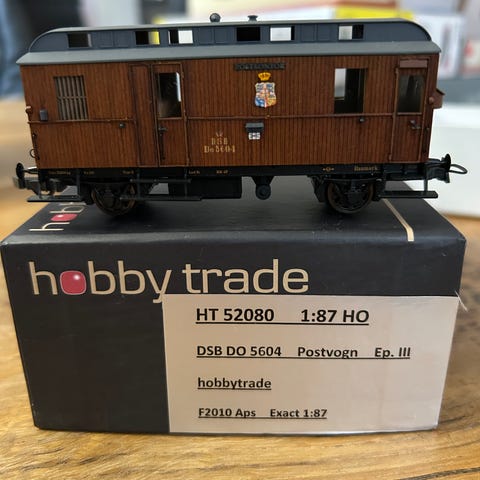 POSTKONTOR
DSB
Do 5604
Danmark
hobby trade
HT 52080 1:87 HO
DSB DO 5604 Postvogn Ep. III
hobbytrade
F2010 Aps Exact 1:87